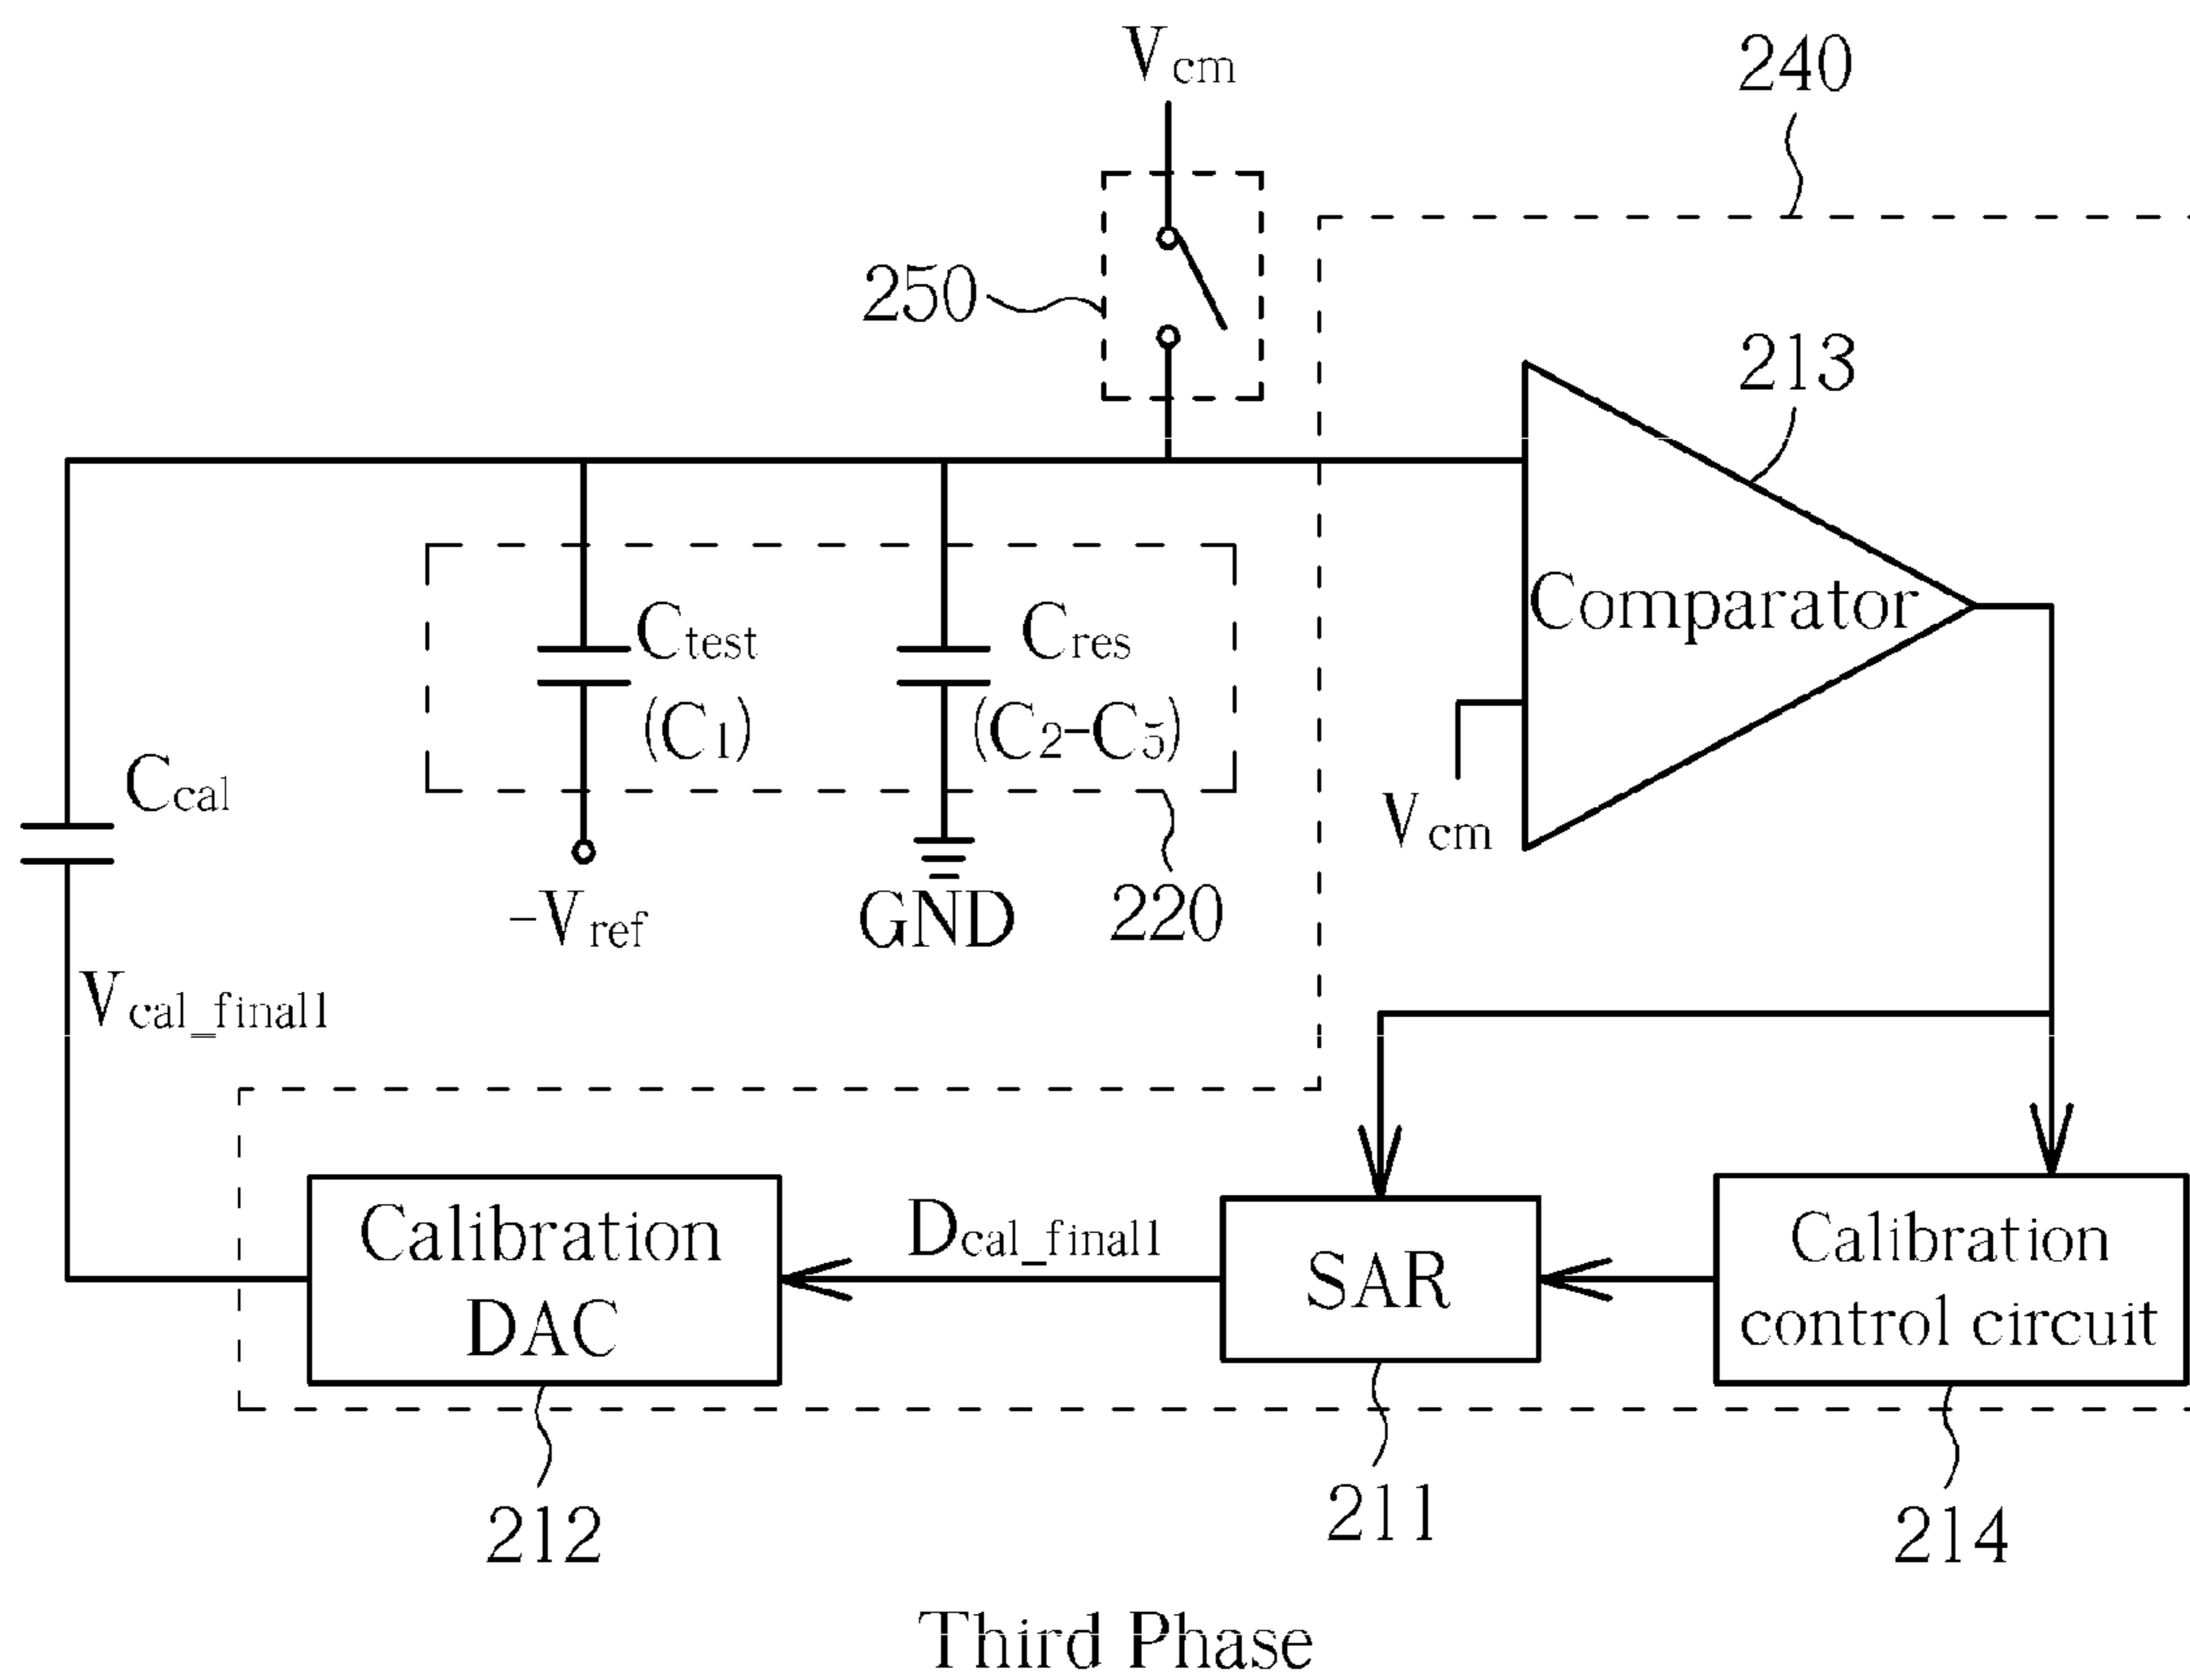 Vcm
240
250
213
Comparator
Ctest
(C1)
Cres
(C2-C5)
Ccal
Vcm
-Vref
GND
220
Vcal_final1
Dcal_final1
Calibration
DAC
SAR
Calibration
control circuit
212
211
214
Third Phase